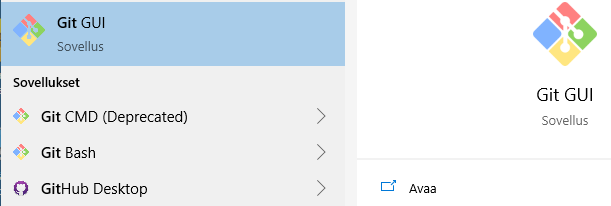 Git GUI
Sovellus
Sovellukset
Git CMD (Deprecated)
Git Bash
GitHub Desktop
Git GUI
Sovellus
Avaa